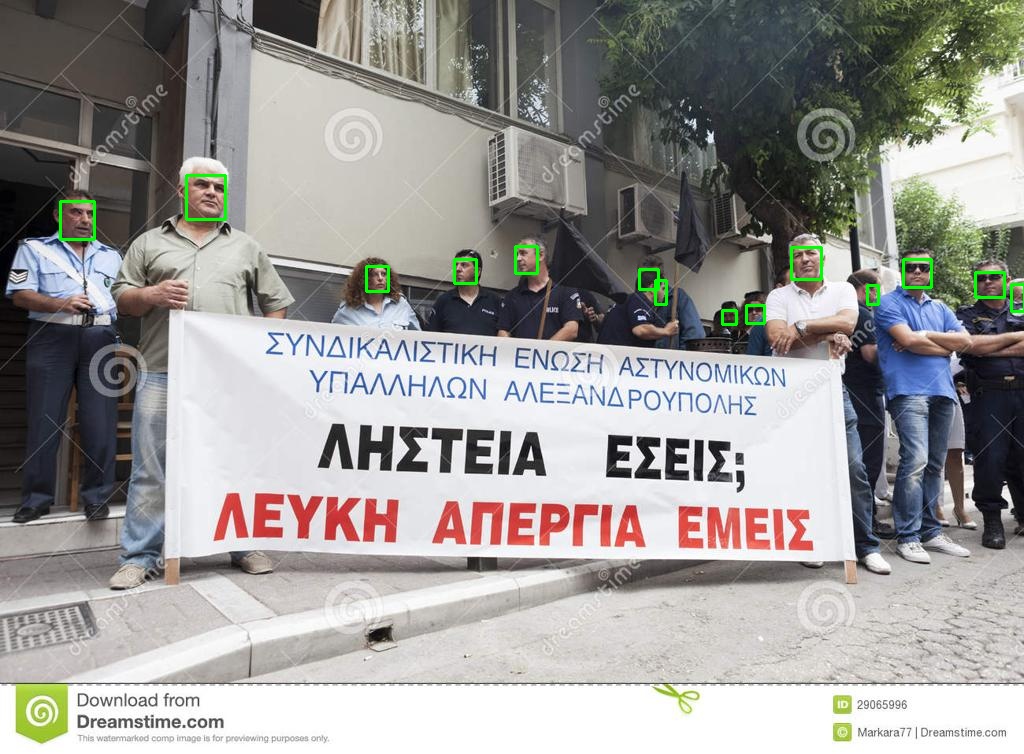 ΣΥΝΔΙΚΑΛΙΣΤΙΚΗ ΕΝΩΣΗ ΑΣΤΥΝΟΜΙΚΩΝ
ΥΠΑΛΛΗΛΩΝ ΑΛΕΞΑΝΔΡΟΥΠΟΛΗΣ
ΛΗΣΤΕΙΑ ΕΣΕΙΣ;
ΛΕΥΚΗ ΑΠΕΡΓΙΑ ΕΜΕΙΣ
Download from
Dreamstime.com
This watermarked comp image is for previewing purposes only.
ID 29065996
© Markara77 | Dreamstime.com